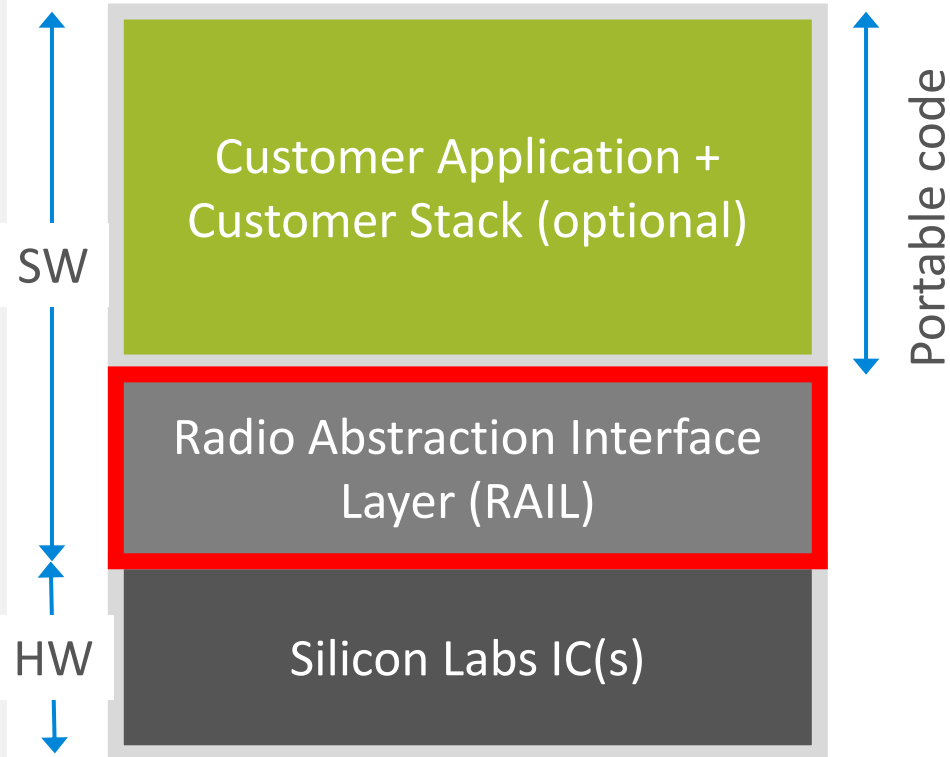 Customer Application +
Customer Stack (optional)
SW
Portable code
Radio Abstraction Interface
Layer (RAIL)
HW
Silicon Labs IC(s)